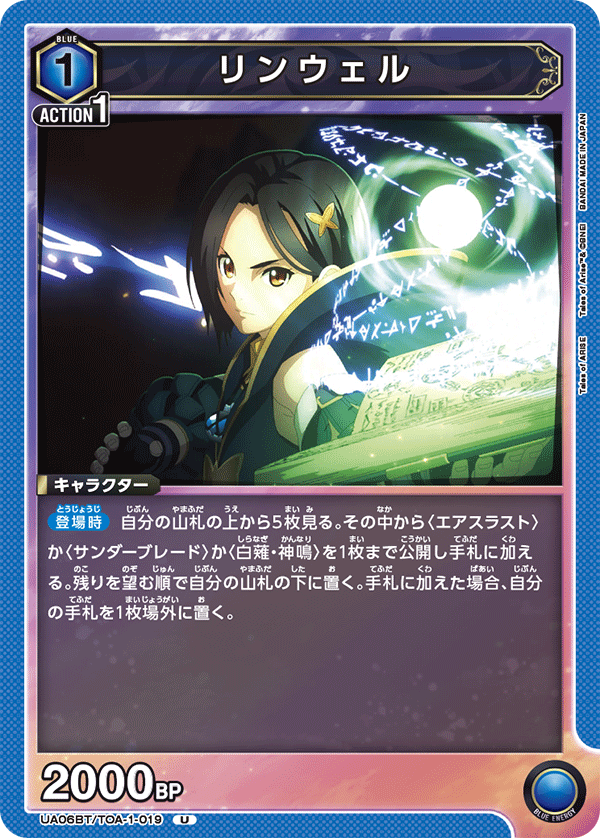 BLUE
1
リンウェル
ACTION1
BANDAI MADE IN JAPAN
Tales of Arise™& ©BNEI
Tales of ARISE
キャラクター
登場時 自分の山札の上から5枚見る。その中から〈エアスラスト〉
か〈サンダーブレード〉か〈白薙・神鳴〉を1枚まで公開し手札に加え
る。残りを望む順で自分の山札の下に置く。手札に加えた場合、自分
の手札を1枚場外に置く。
2000BP
UA06BT/TOA-1-019 U
BLUE ENERGY